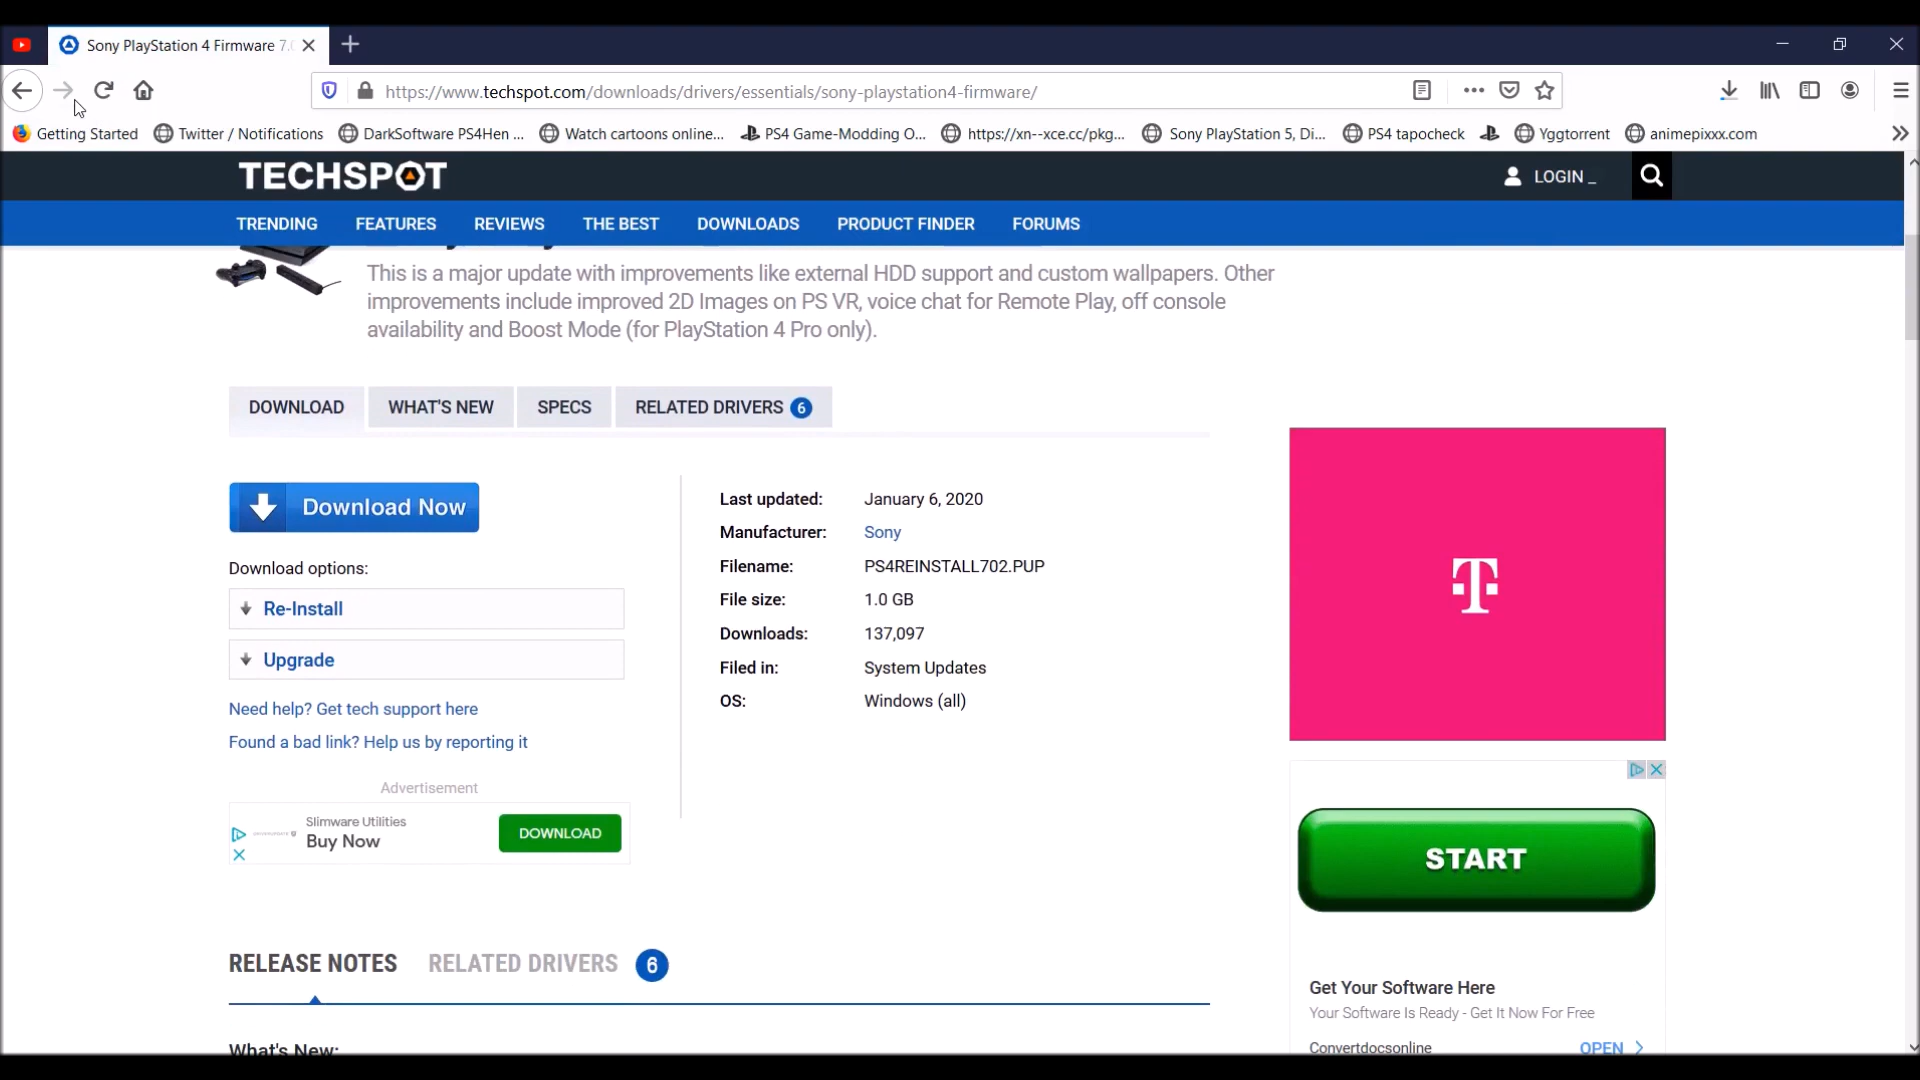 Sony PlayStation 4 Firmware 7.0
https://www.techspot.com/downloads/drivers/essentials/sony-playstation4-firmware/
Getting Started
Twitter / Notifications
DarkSoftware PS4Hen ...
Watch cartoons online...
PS4 Game-Modding O...
https://xn--xce.cc/pkg...
Sony PlayStation 5, Di...
PS4 tapocheck
Yggtorrent
animepixxx.com
TECHSPOT
LOGIN _
TRENDING
FEATURES
REVIEWS
THE BEST
DOWNLOADS
PRODUCT FINDER
FORUMS
This is a major update with improvements like external HDD support and custom wallpapers. Other
improvements include improved 2D Images on PS VR, voice chat for Remote Play, off console
availability and Boost Mode (for PlayStation 4 Pro only).
DOWNLOAD
WHAT'S NEW
SPECS
RELATED DRIVERS 6
Download Now
Download options:
Re-Install
Upgrade
Need help? Get tech support here
Found a bad link? Help us by reporting it
Last updated: January 6, 2020
Manufacturer: Sony
Filename: PS4REINSTALL702.PUP
File size: 1.0 GB
Downloads: 137,097
Filed in: System Updates
OS: Windows (all)
Advertisement
Slimware Utilities
Buy Now
DOWNLOAD
T
START
Get Your Software Here
Your Software Is Ready - Get It Now For Free
Convertdocsonline
OPEN
RELEASE NOTES
RELATED DRIVERS 6
What's New: